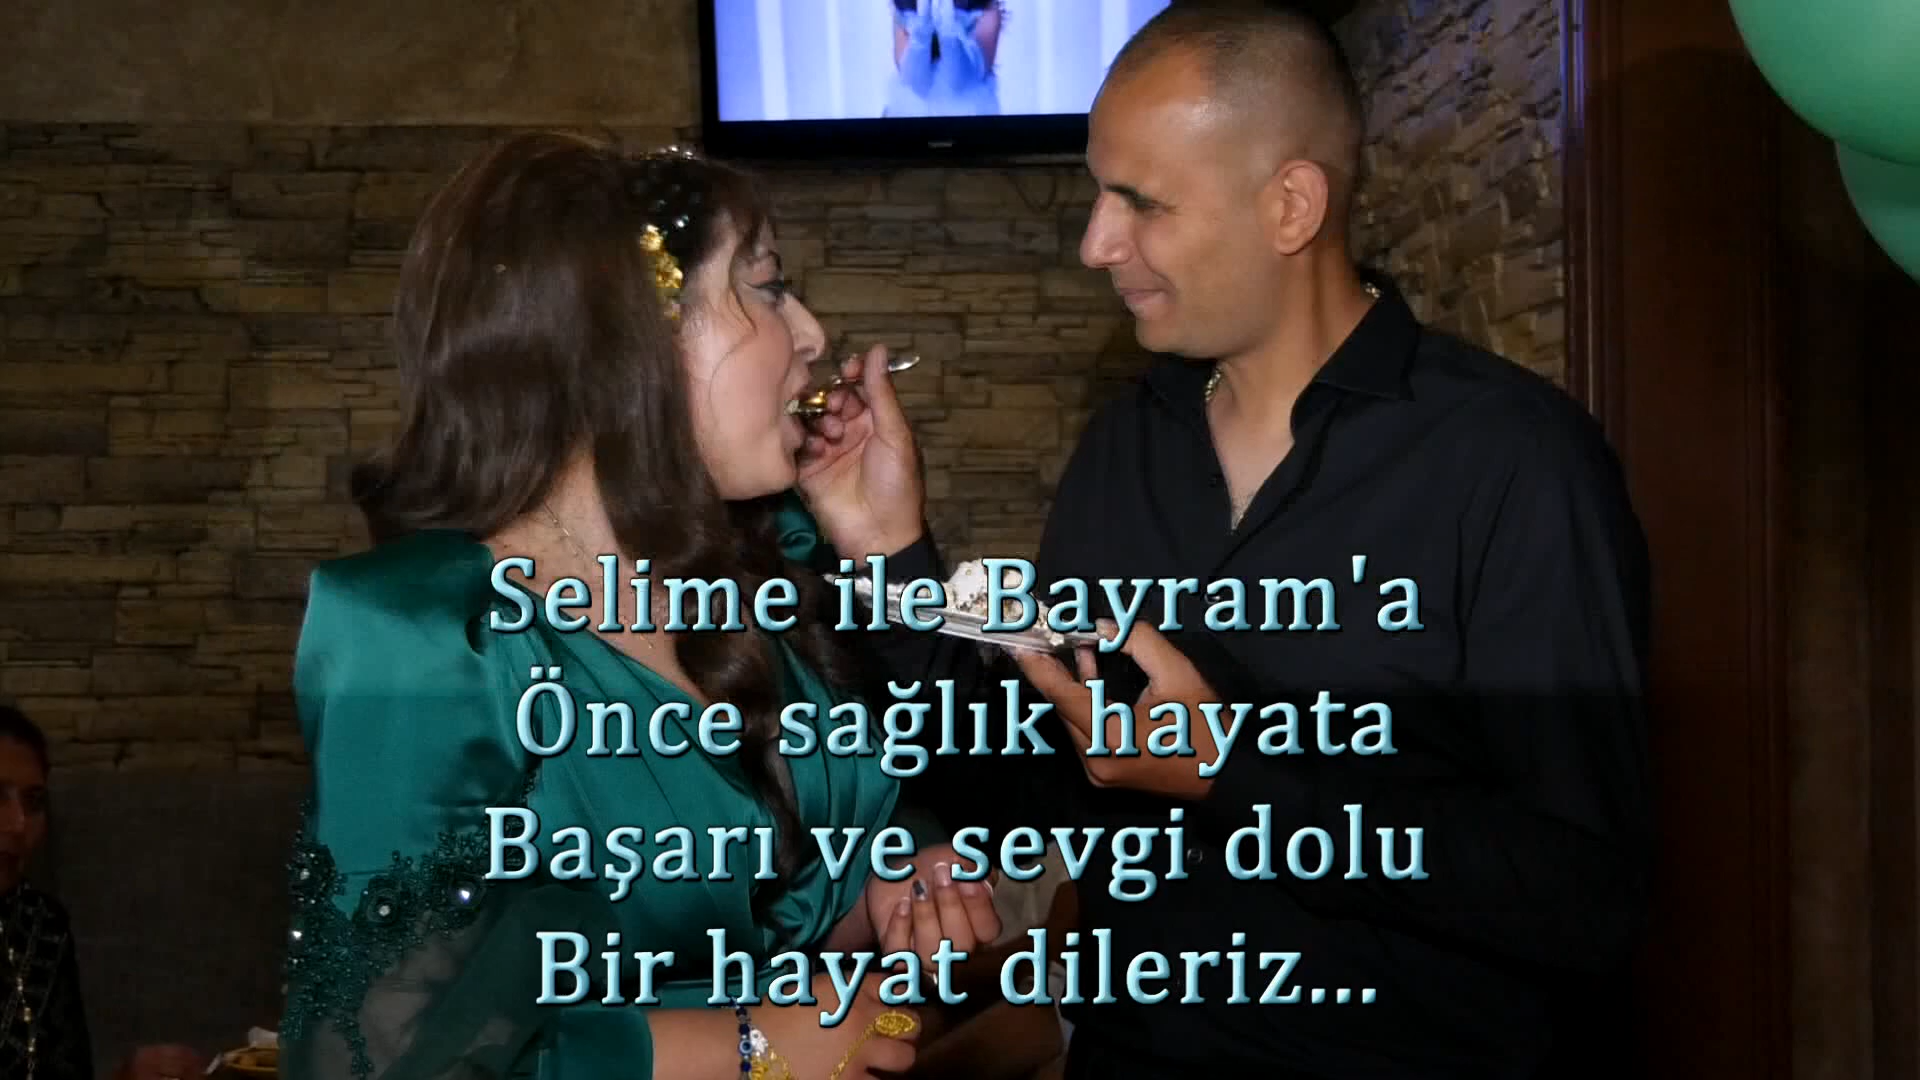 Selime ile Bayram'a
Önce sağlık hayata
Başarı ve sevgi dolu
Bir hayat dileriz...